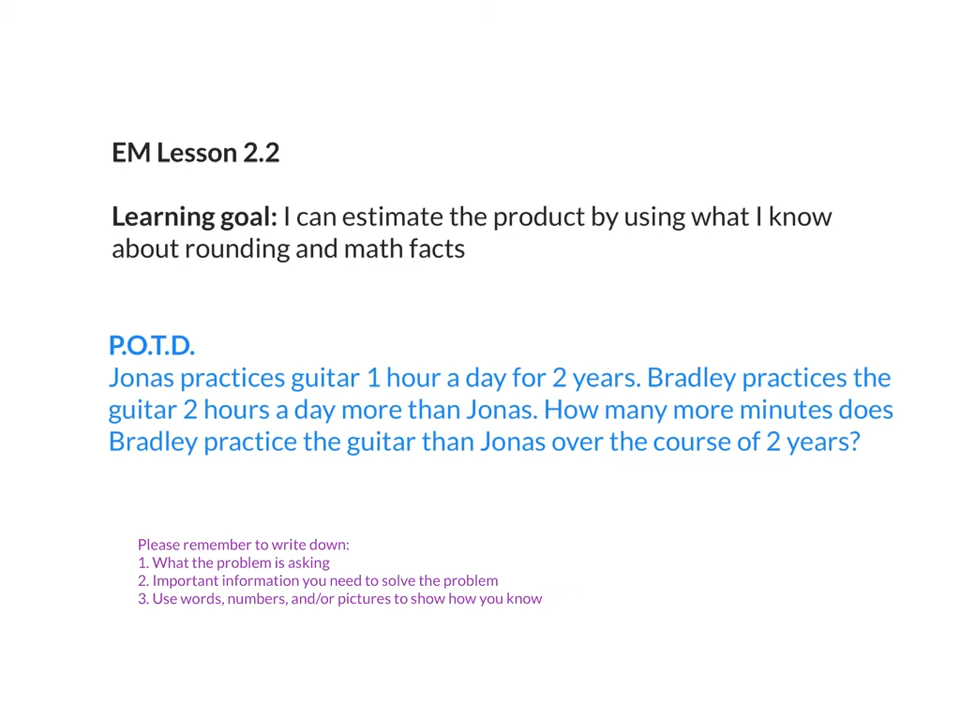 EM Lesson 2.2
Learning goal: I can estimate the product by using what I know
about rounding and math facts
P.O.T.D.
Jonas practices guitar 1 hour a day for 2 years. Bradley practices the
guitar 2 hours a day more than Jonas. How many more minutes does
Bradley practice the guitar than Jonas over the course of 2 years?
Please remember to write down:
1. What the problem is asking
2. Important information you need to solve the problem
3. Use words, numbers, and/or pictures to show how you know